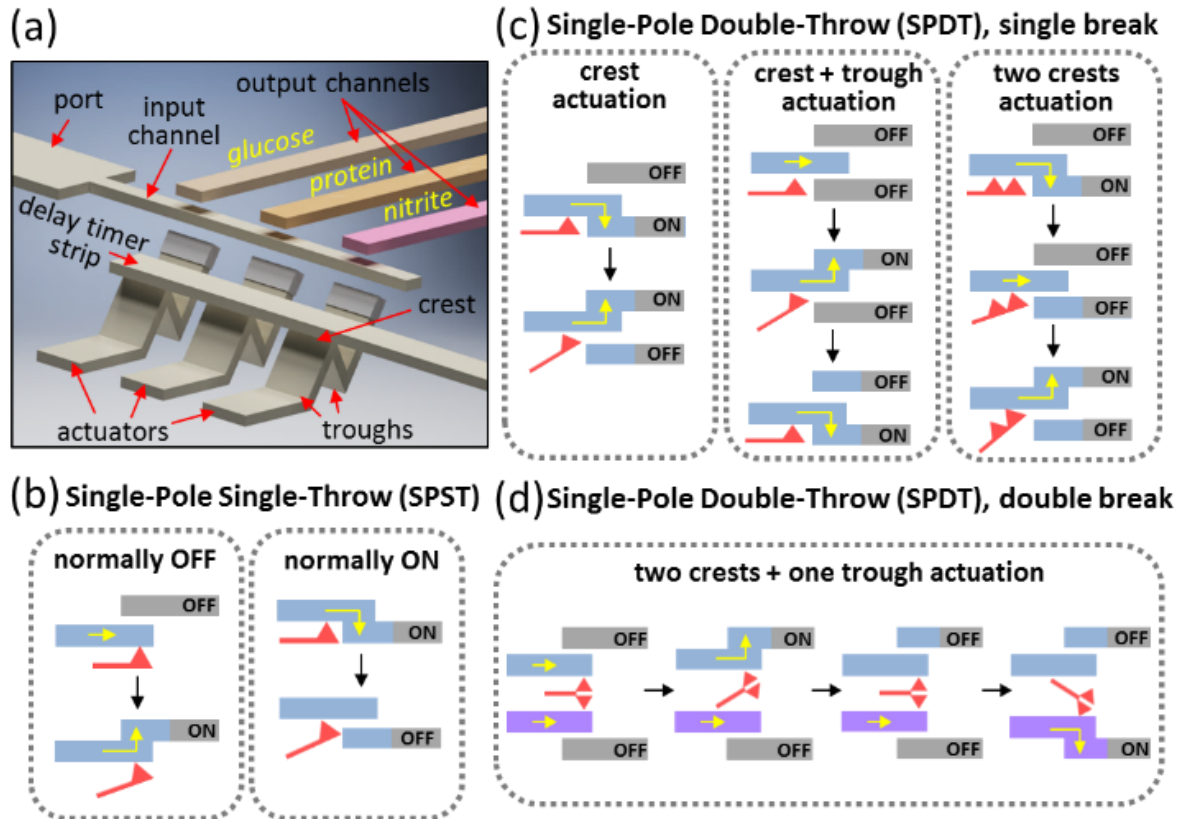 (a)
port
input
channel
output channels
glucose
protein
nitrite
delay timer
strip
crest
actuators
troughs
(b) Single-Pole Single-Throw (SPST)
normally OFF
OFF
ON
normally ON
ON
OFF
(c) Single-Pole Double-Throw (SPDT), single break
crest
actuation
OFF
ON
ON
OFF
crest + trough
actuation
OFF
OFF
ON
OFF
OFF
ON
two crests
actuation
OFF
ON
OFF
OFF
ON
OFF
(d) Single-Pole Double-Throw (SPDT), double break
two crests + one trough actuation
OFF
OFF
ON
OFF
OFF
OFF
OFF
ON